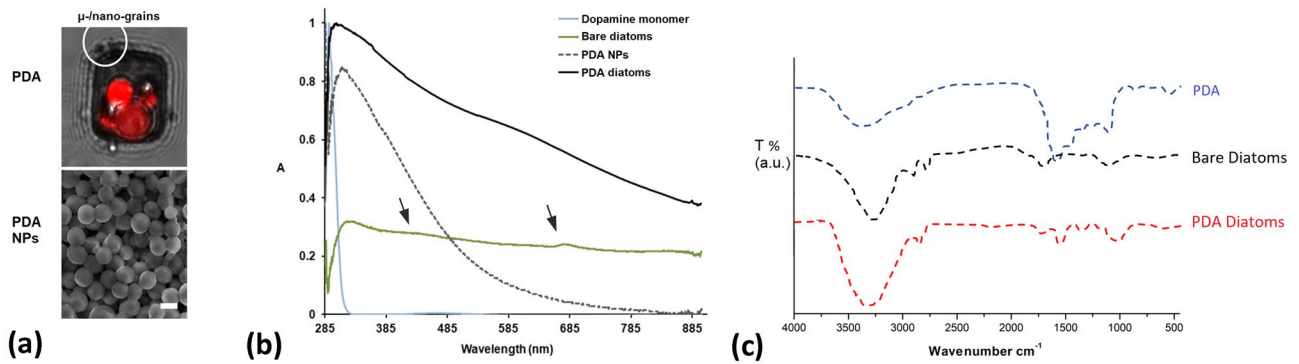 μ-/nano-grains
PDA
PDA
NPs
(a)
Dopamine monomer
Bare diatoms
PDA NPs
PDA diatoms
1
0.8
0.6
A
0.4
0.2
0
285 385 485 585 685 785 885
Wavelength (nm)
(b)
T %
(a.u.)
PDA
Bare Diatoms
PDA Diatoms
4000 3500 3000 2500 2000 1500 1000 500
Wavenumber cm-1
(c)